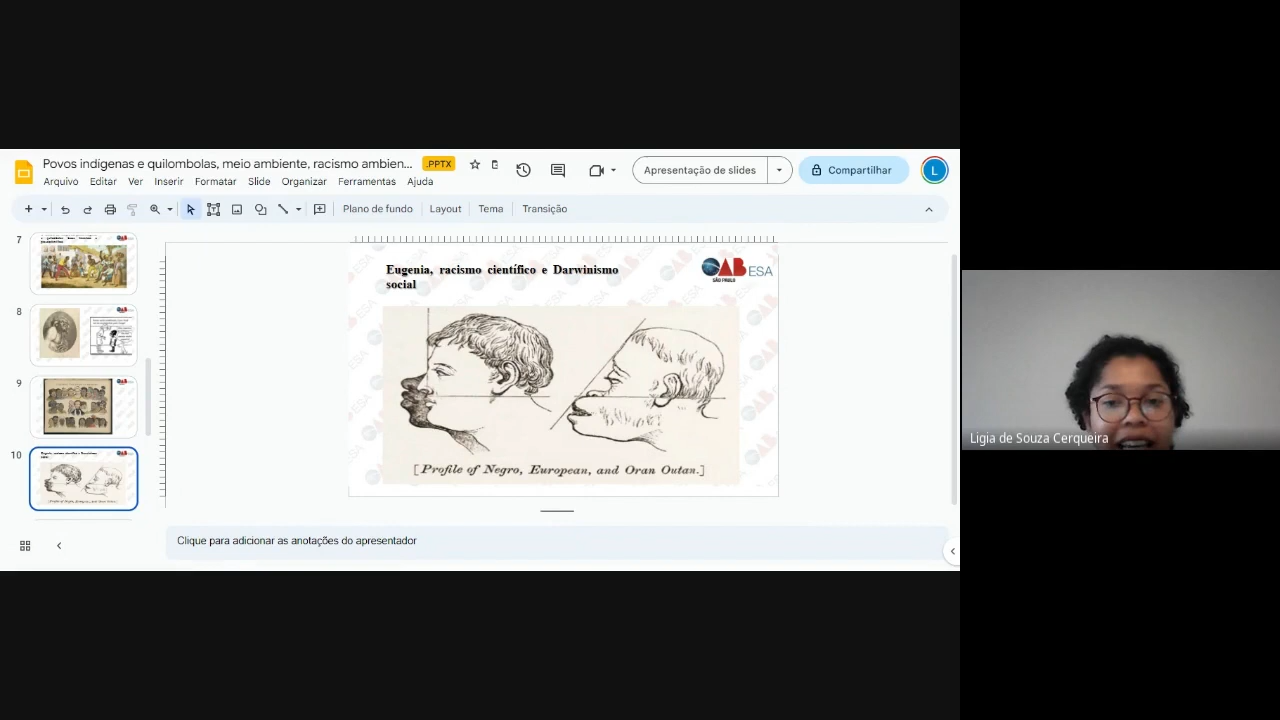 Povos indígenas e quilombolas, meio ambiente, racismo ambien...
.PPTX
Arquivo Editar Ver Inserir Formatar Slide Organizar Ferramentas Ajuda
Apresentação de slides
Compartilhar
L
Plano de fundo Layout Tema Transição
7
8
9
10
Eugenia, racismo científico e Darwinismo
social
OAB ESA
SÃO PAULO
[Profile of Negro, European, and Oran Outan.]
Clique para adicionar as anotações do apresentador
Ligia de Souza Cerqueira